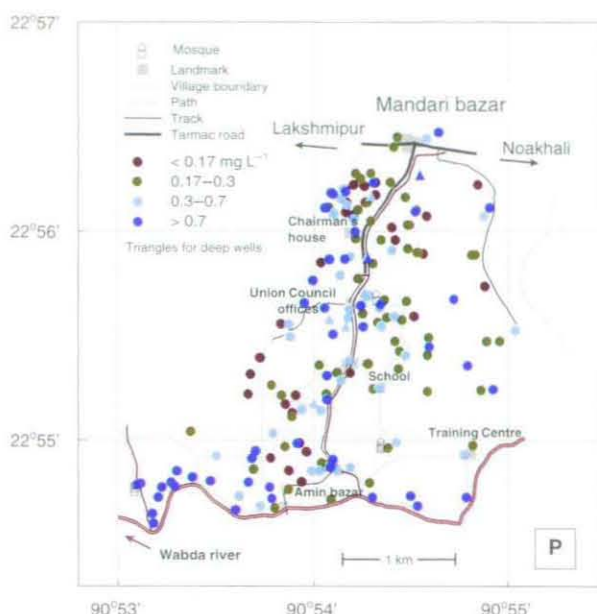 22°57'
Mosque
Landmark
Village boundary
Path
Track
Tarmac road
Mandari bazar
Lakshmipur
Noakhali
< 0.17 mg L⁻¹
0.17–0.3
0.3–0.7
> 0.7
Triangles for deep wells
22°56'
Chairman's
house
Union Council
offices
School
22°55'
Training Centre
Amin bazar
Wabda river
1 km
P
90°53'
90°54'
90°55'